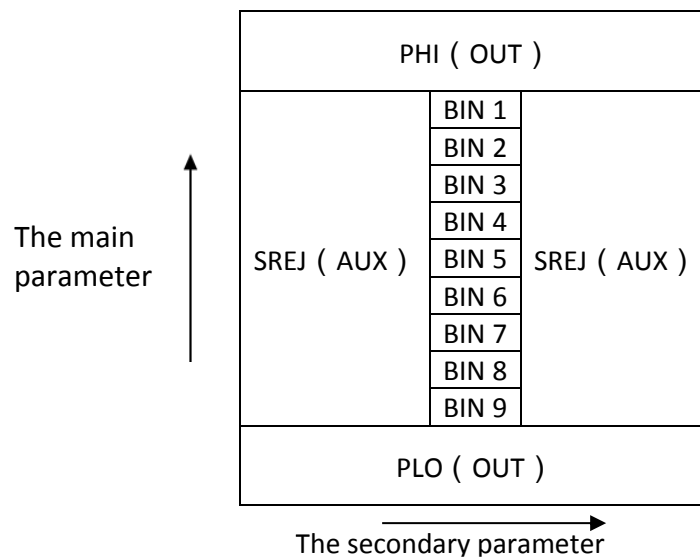 PHI ( OUT )
BIN 1
BIN 2
BIN 3
BIN 4
The main
parameter
SREJ ( AUX ) BIN 5 SREJ ( AUX )
BIN 6
BIN 7
BIN 8
BIN 9
PLO ( OUT )
The secondary parameter